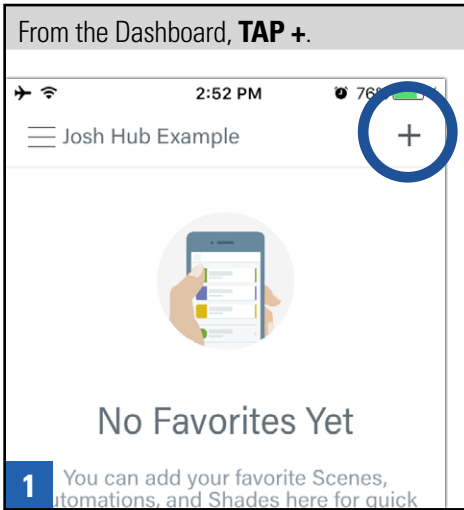 From the Dashboard, TAP +.
2:52 PM 76%
Josh Hub Example +
No Favorites Yet
You can add your favorite Scenes,
1 utomations, and Shades here for quick